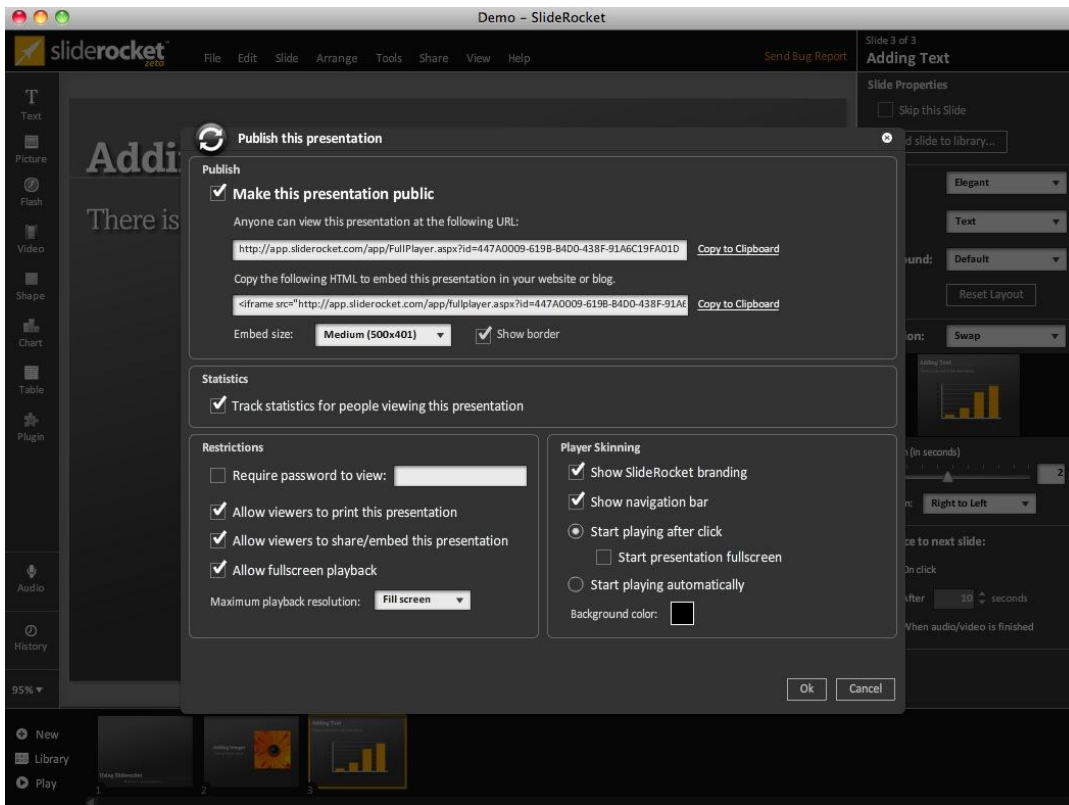 Demo – SlideRocket
sliderocket
zeta
File Edit Slide Arrange Tools Share View Help
Send Bug Report
Slide 3 of 3
Adding Text
Text
Picture
Flash
Video
Shape
Chart
Table
Plugin
Audio
History
95%
Addi
There is
Publish this presentation
Publish
Make this presentation public
Anyone can view this presentation at the following URL:
http://app.sliderocket.com/app/FullPlayer.aspx?id=447A0009-619B-B4D0-438F-91A6C19FA01D Copy to Clipboard
Copy the following HTML to embed this presentation in your website or blog.
<iframe src="http://app.sliderocket.com/app/fullplayer.aspx?id=447A0009-619B-B4D0-438F-91A6 Copy to Clipboard
Embed size: Medium (500x401) Show border
Statistics
Track statistics for people viewing this presentation
Restrictions
Require password to view:
Allow viewers to print this presentation
Allow viewers to share/embed this presentation
Allow fullscreen playback
Maximum playback resolution: Fill screen
Player Skinning
Show SlideRocket branding
Show navigation bar
Start playing after click
Start presentation fullscreen
Start playing automatically
Background color:
Ok Cancel
Slide Properties
Skip this Slide
d slide to library...
Elegant
Text
ound: Default
Reset Layout
ion: Swap
Adding Text
(in seconds)
2
n: Right to Left
ce to next slide:
On click
After 10 seconds
When audio/video is finished
New
Library
Play
Using Sliderocket
1
Adding Images
2
Adding Text
3